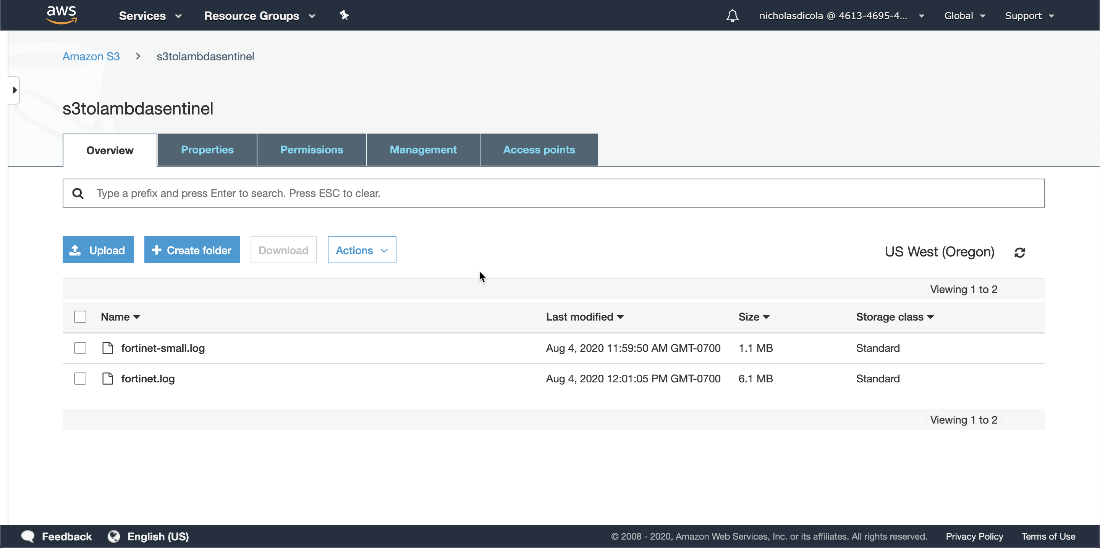 aws Services Resource Groups nicholasdicola @ 4613-4695-4... Global Support
Amazon S3 s3tolambdasentinel
s3tolambdasentinel
Overview Properties Permissions Management Access points
Type a prefix and press Enter to search. Press ESC to clear.
Upload + Create folder Download Actions US West (Oregon)
Viewing 1 to 2
Name Last modified Size Storage class
fortinet-small.log Aug 4, 2020 11:59:50 AM GMT-0700 1.1 MB Standard
fortinet.log Aug 4, 2020 12:01:05 PM GMT-0700 6.1 MB Standard
Viewing 1 to 2
Feedback English (US) © 2008 - 2020, Amazon Web Services, Inc. or its affiliates. All rights reserved. Privacy Policy Terms of Use